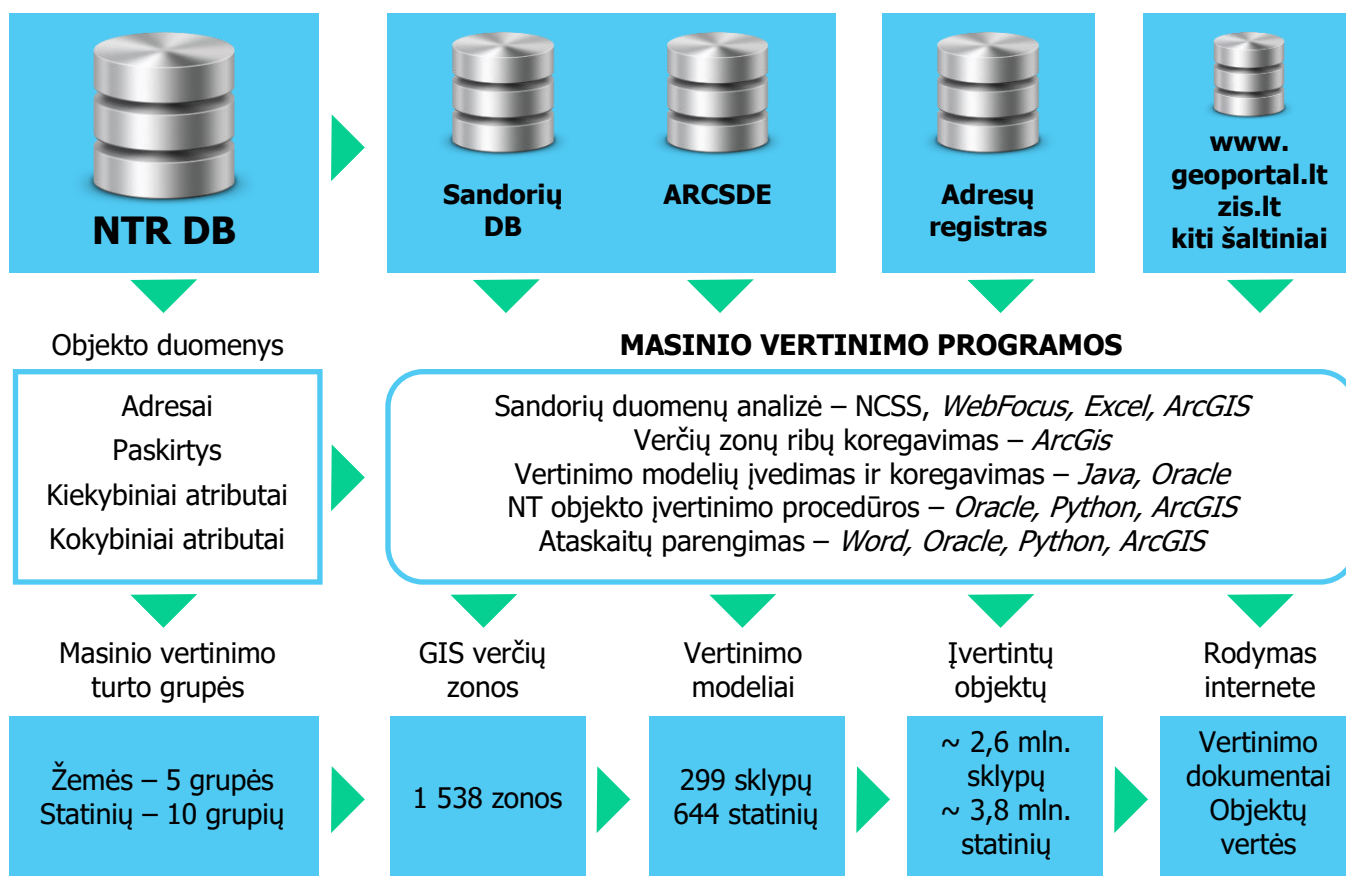 NTR DB
Sandorių
DB
ARCSDE
Adresų
registras
www.
geoportal.lt
zis.lt
kiti šaltiniai
Objekto duomenys
Adresai
Paskirtys
Kiekybiniai atributai
Kokybiniai atributai
MASINIO VERTINIMO PROGRAMOS
Sandorių duomenų analizė – NCSS, WebFocus, Excel, ArcGIS
Verčių zonų ribų koregavimas – ArcGis
Vertinimo modelių įvedimas ir koregavimas – Java, Oracle
NT objekto įvertinimo procedūros – Oracle, Python, ArcGIS
Ataskaitų parengimas – Word, Oracle, Python, ArcGIS
Masinio vertinimo
turto grupės
Žemės – 5 grupės
Statinių – 10 grupių
GIS verčių
zonos
1 538 zonos
Vertinimo
modeliai
299 sklypų
644 statinių
Įvertintų
objektų
~ 2,6 mln.
sklypų
~ 3,8 mln.
statinių
Rodymas
internete
Vertinimo
dokumentai
Objektų
vertės